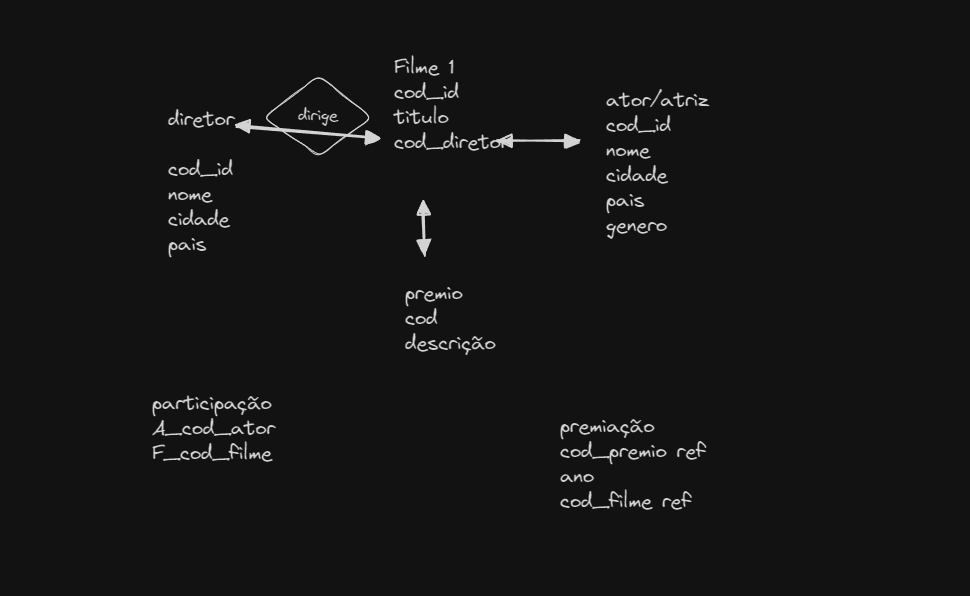 diretor
cod_id
nome
cidade
pais
dirige
Filme 1
cod_id
titulo
cod_diretor
ator/atriz
cod_id
nome
cidade
pais
genero
premio
cod
descrição
participação
A_cod_ator
F_cod_filme
premiação
cod_premio ref
ano
cod_filme ref